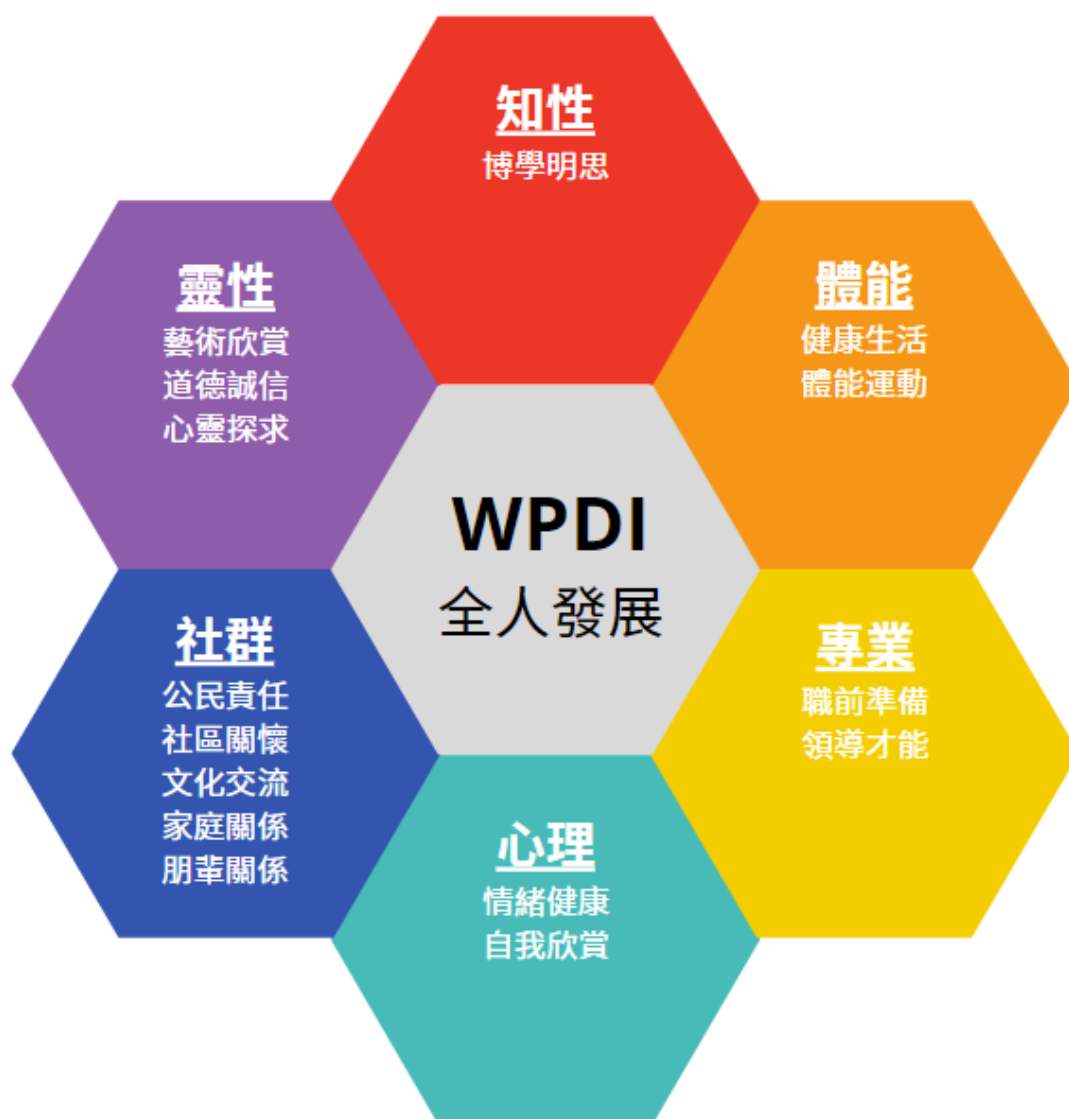 知性
博學明思
體能
健康生活
體能運動
專業
職前準備
領導才能
心理
情緒健康
自我欣賞
社群
公民責任
社區關懷
文化交流
家庭關係
朋輩關係
靈性
藝術欣賞
道德誠信
心靈探求
WPDI
全人發展